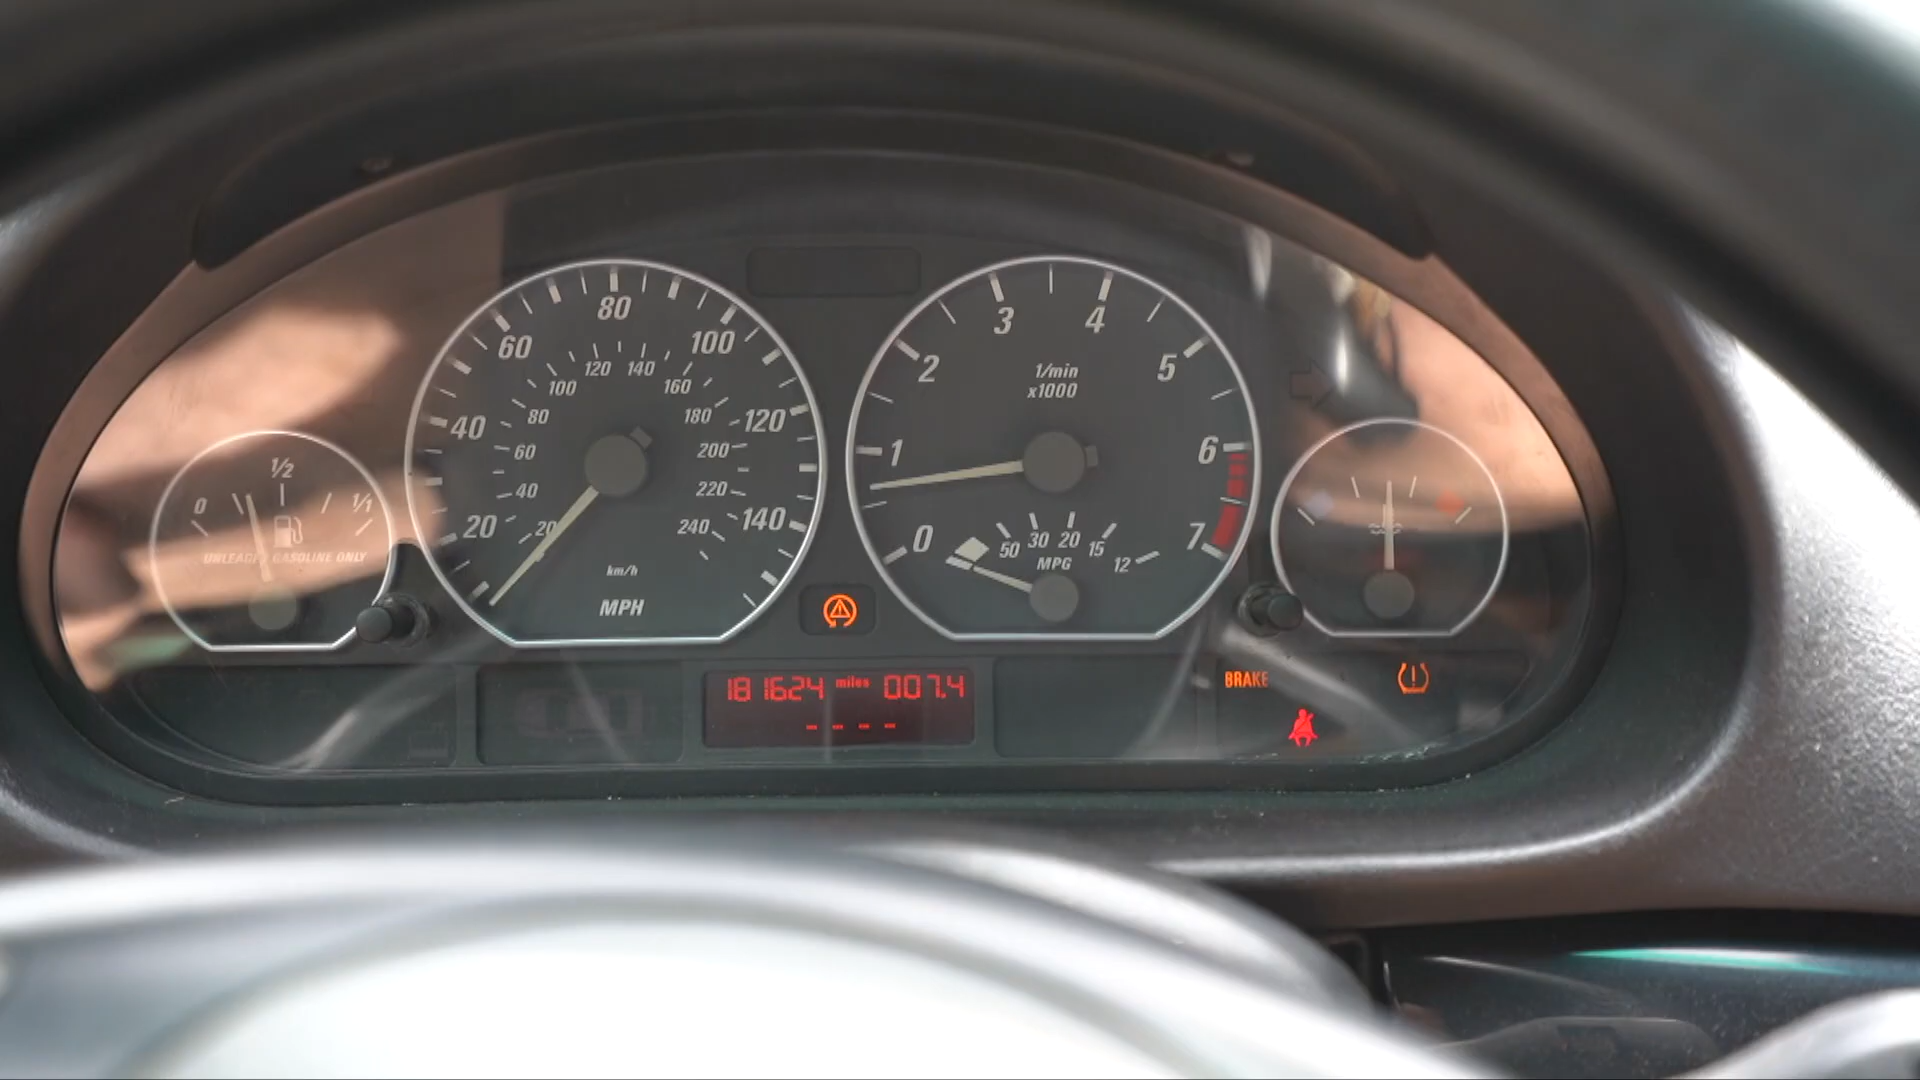 0 1/2 1/1
UNLEADED GASOLINE ONLY
20 40 60 80 100 120 140
20 40 60 80 100 120 140 160 180 200 220 240
km/h
MPH
0 1 2 3 4 5 6 7
1/min
x1000
50 30 20 15 12
MPG
181624 miles 007.4
- - - -
BRAKE